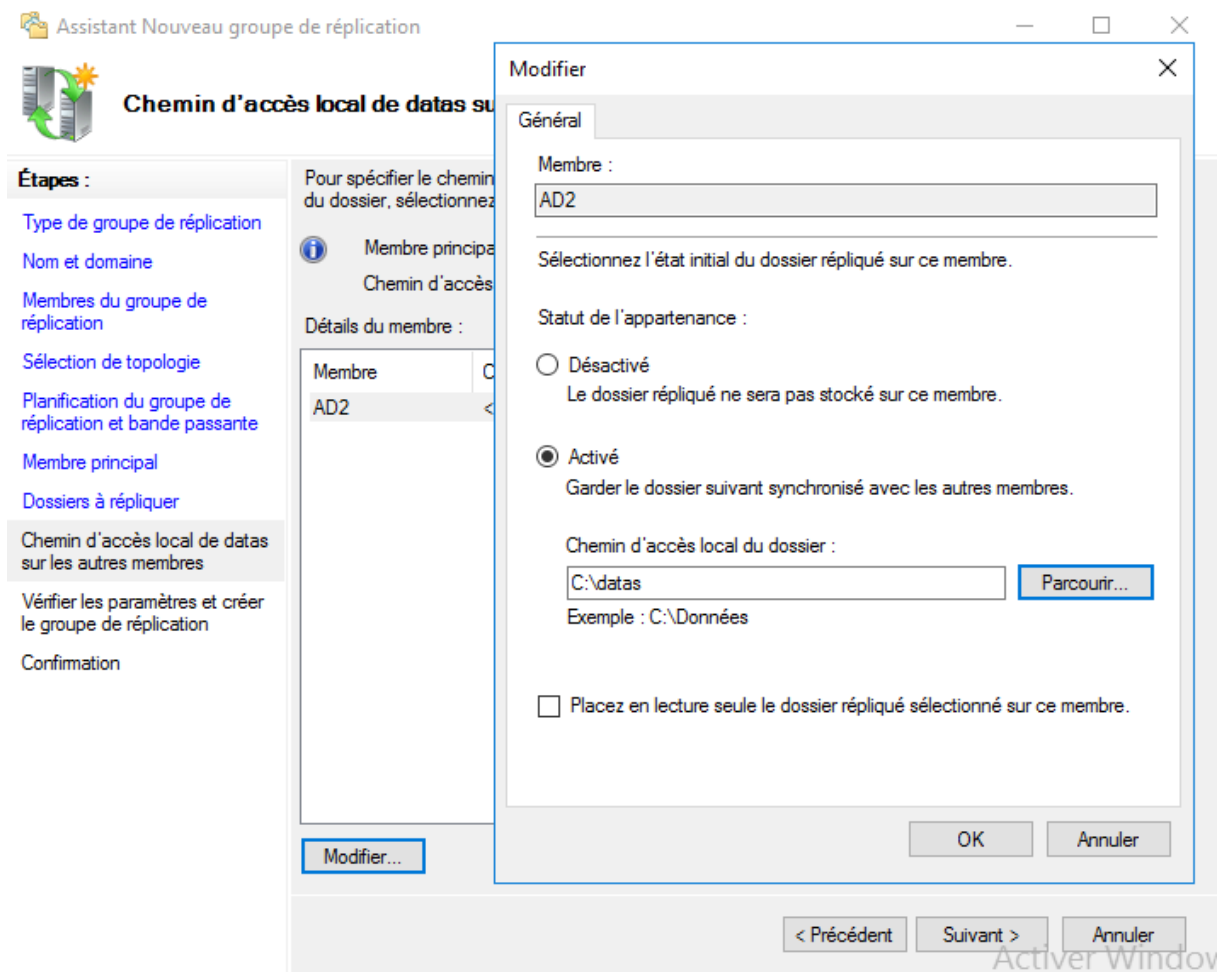 Assistant Nouveau groupe de réplication
Chemin d'accès local de datas su
Étapes :
Type de groupe de réplication
Nom et domaine
Membres du groupe de
réplication
Sélection de topologie
Planification du groupe de
réplication et bande passante
Membre principal
Dossiers à répliquer
Chemin d'accès local de datas
sur les autres membres
Vérifier les paramètres et créer
le groupe de réplication
Confirmation
Pour spécifier le chemin
du dossier, sélectionnez
Membre principa
Chemin d'accès
Détails du membre :
Membre C
AD2 <
Modifier...
Modifier
Général
Membre :
AD2
Sélectionnez l'état initial du dossier répliqué sur ce membre.
Statut de l'appartenance :
Désactivé
Le dossier répliqué ne sera pas stocké sur ce membre.
Activé
Garder le dossier suivant synchronisé avec les autres membres.
Chemin d'accès local du dossier :
C:\datas Parcourir...
Exemple : C:\Données
Placez en lecture seule le dossier répliqué sélectionné sur ce membre.
OK Annuler
< Précédent Suivant > Annuler
Activer Window